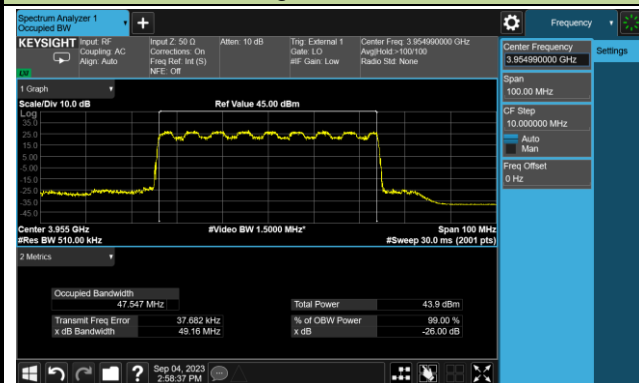 Spectrum Analyzer 1
Occupied BW
Frequency
KEYSIGHT
Input: RF
Coupling: AC
Align: Auto
Input Z: 50 Ω
Corrections: On
Freq Ref: Int (S)
NFE: Off
Atten: 10 dB
Trig: External 1
Gate: LO
#IF Gain: Low
Center Freq: 3.954990000 GHz
Avg|Hold:>100/100
Radio Std: None
1 Graph
Scale/Div 10.0 dB
Ref Value 45.00 dBm
Log
35.0
25.0
15.0
5.00
-5.00
-15.0
-25.0
-35.0
-45.0
Center 3.955 GHz
#Video BW 1.5000 MHz*
Span 100 MHz
#Res BW 510.00 kHz
#Sweep 30.0 ms (2001 pts)
2 Metrics
Occupied Bandwidth
47.547 MHz
Total Power 43.9 dBm
Transmit Freq Error 37.682 kHz
% of OBW Power 99.00 %
x dB Bandwidth 49.16 MHz
x dB -26.00 dB
Sep 04, 2023
2:58:37 PM
Center Frequency
3.954990000 GHz
Settings
Span
100.00 MHz
CF Step
10.000000 MHz
Auto
Man
Freq Offset
0 Hz